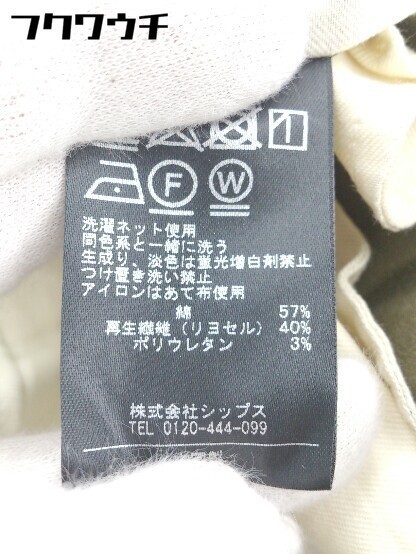 フクワウチ
F W
洗濯ネット使用
同色系と一緒に洗う
生成り、淡色は蛍光増白剤禁止
つけ置き洗い禁止
アイロンはあて布使用
綿 57%
再生繊維(リヨセル) 40%
ポリウレタン 3%
株式会社シップス
TEL 0120-444-099